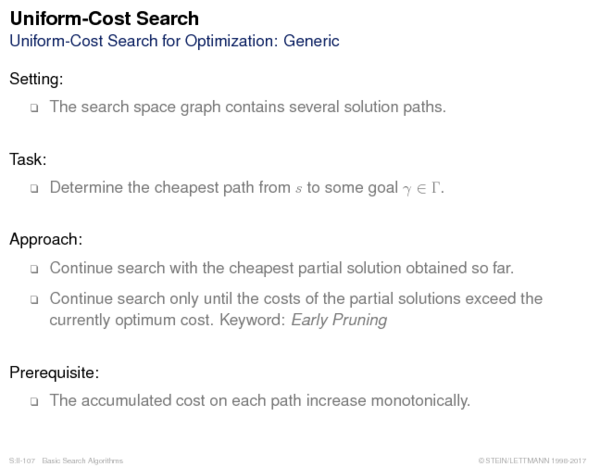 Uniform-Cost Search
Uniform-Cost Search for Optimization: Generic
Setting:
❑ The search space graph contains several solution paths.
Task:
❑ Determine the cheapest path from s to some goal γ ∈ Γ.
Approach:
❑ Continue search with the cheapest partial solution obtained so far.
❑ Continue search only until the costs of the partial solutions exceed the
currently optimum cost. Keyword: Early Pruning
Prerequisite:
❑ The accumulated cost on each path increase monotonically.
S:II-107 Basic Search Algorithms
© STEIN/LETTMANN 1998-2017